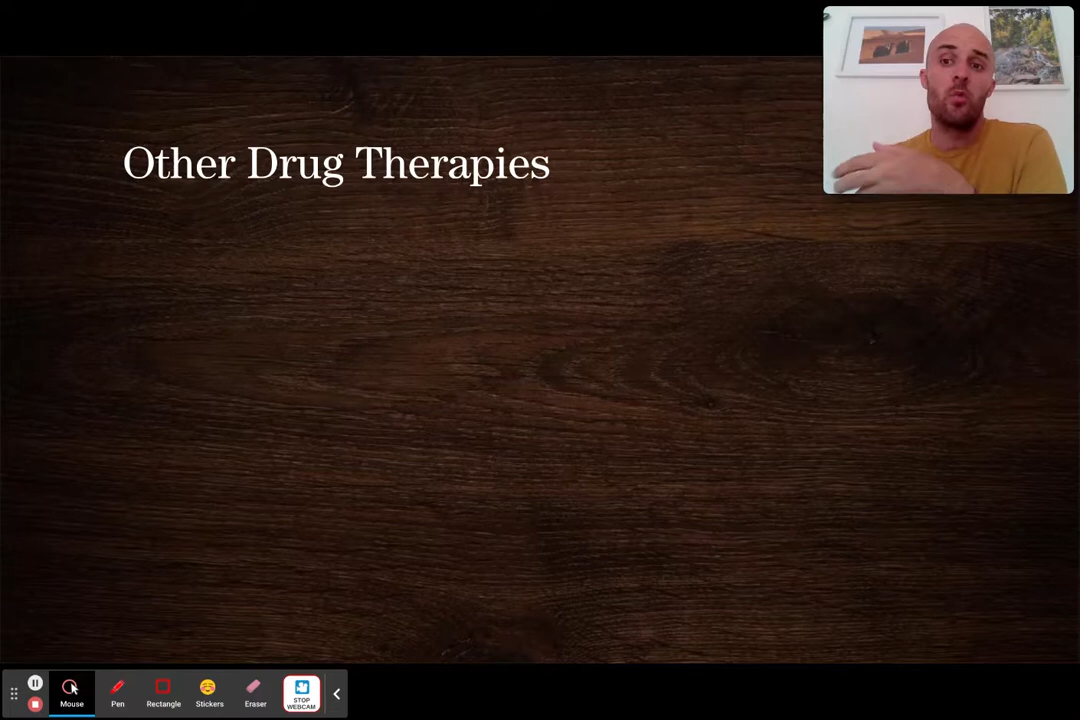 Other Drug Therapies
Mouse
Pen
Rectangle
Stickers
Eraser
STOP
WEBCAM